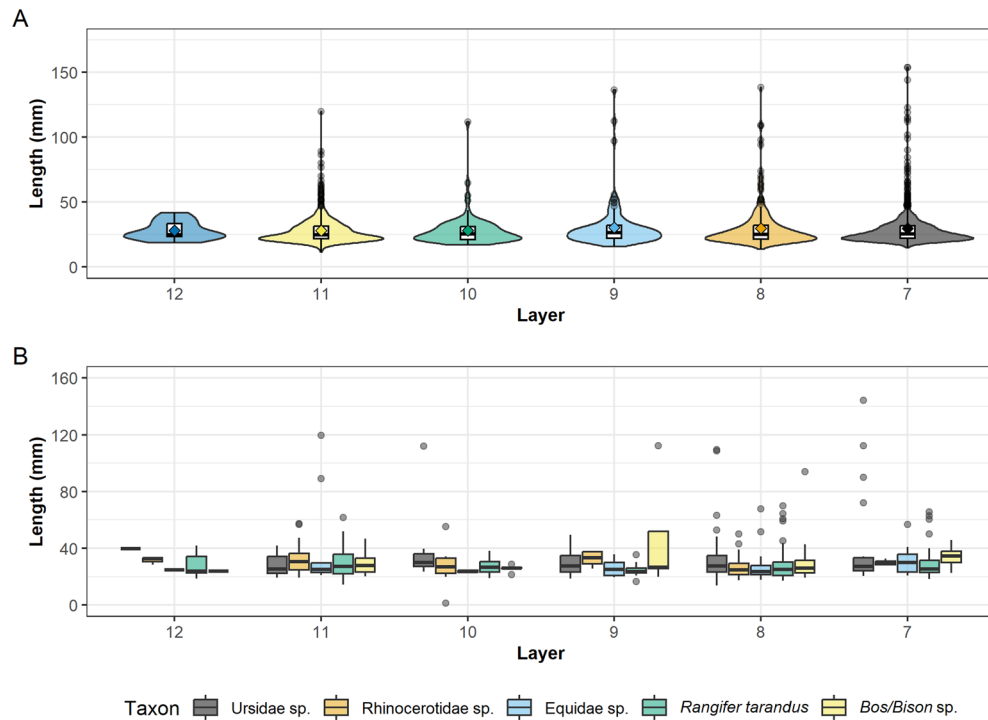 A
Length (mm)
150
100
50
0
12 11 10 9 8 7
Layer
B
Length (mm)
160
120
80
40
0
12 11 10 9 8 7
Layer
Taxon Ursidae sp. Rhinocerotidae sp. Equidae sp. Rangifer tarandus Bos/Bison sp.